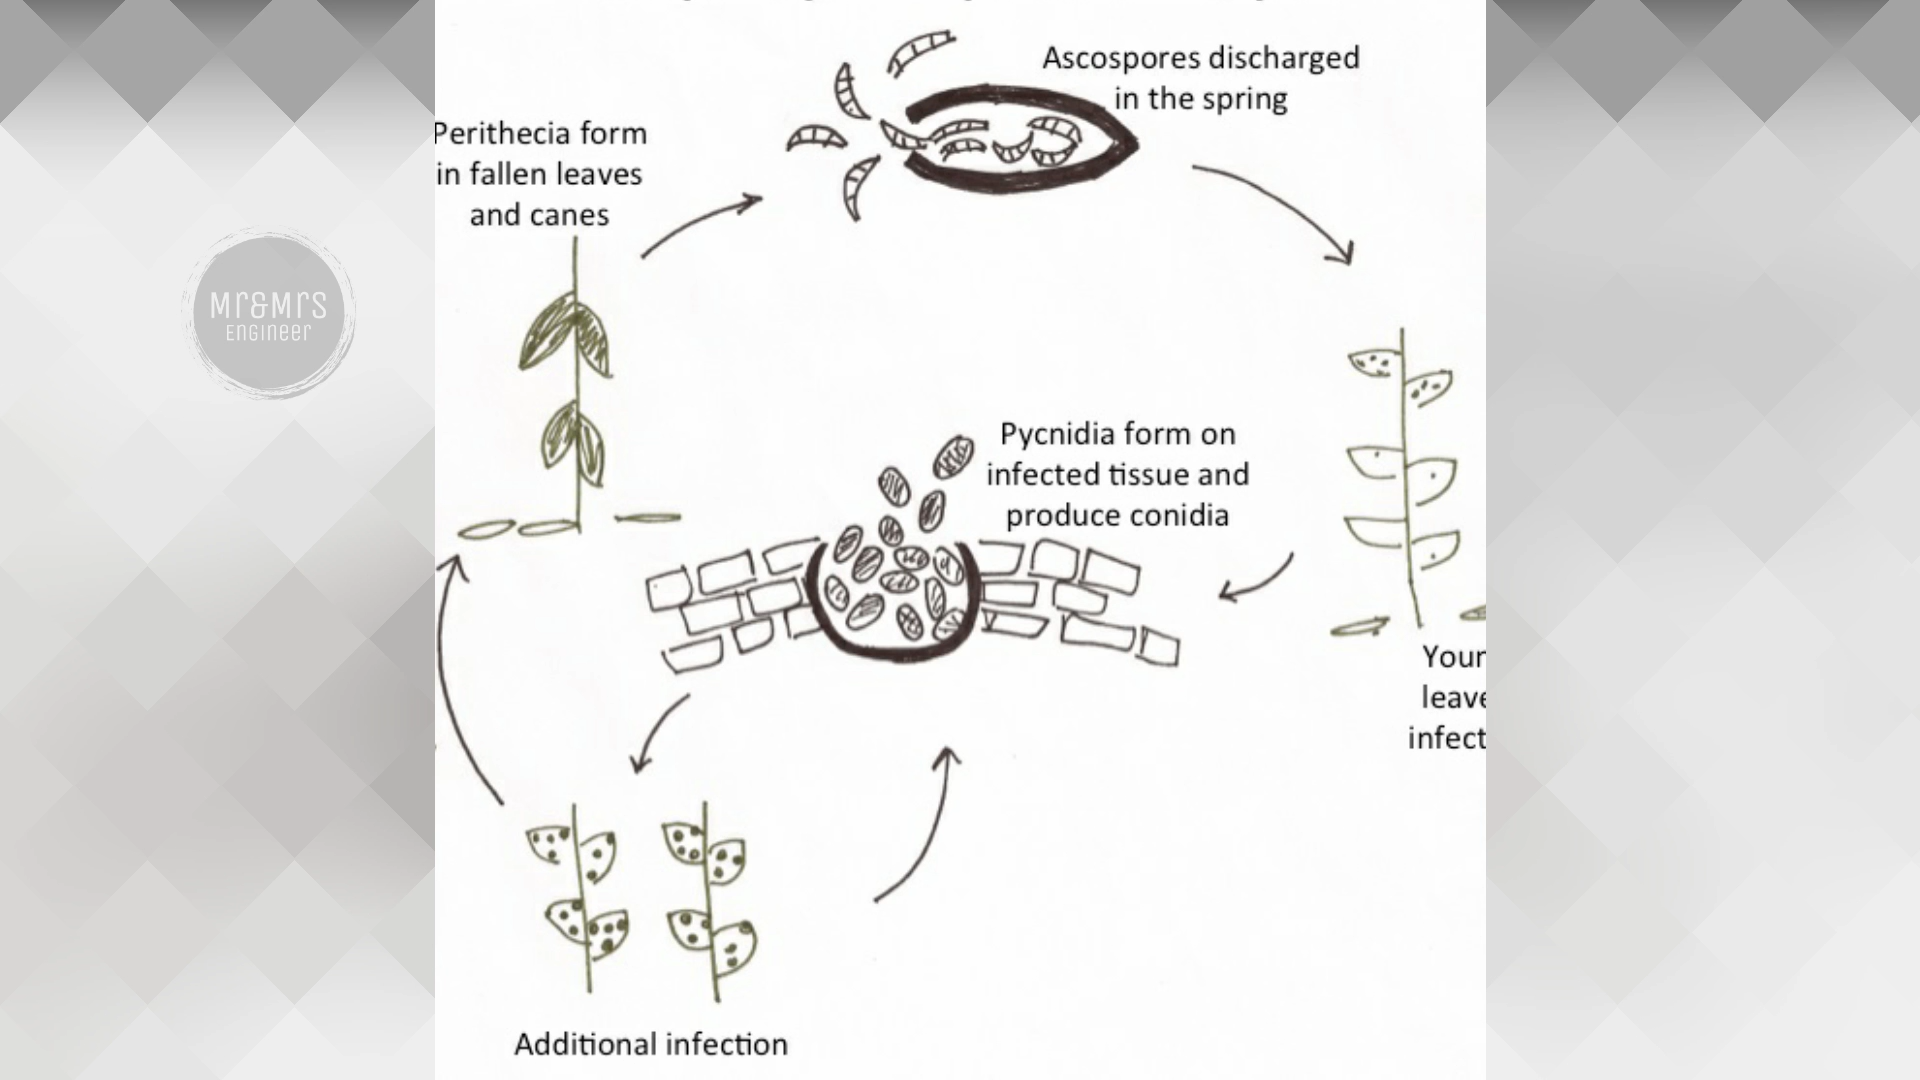 Ascospores discharged
in the spring
Perithecia form
in fallen leaves
and canes
Mr&Mrs
Engineer
Pycnidia form on
infected tissue and
produce conidia
Additional infection